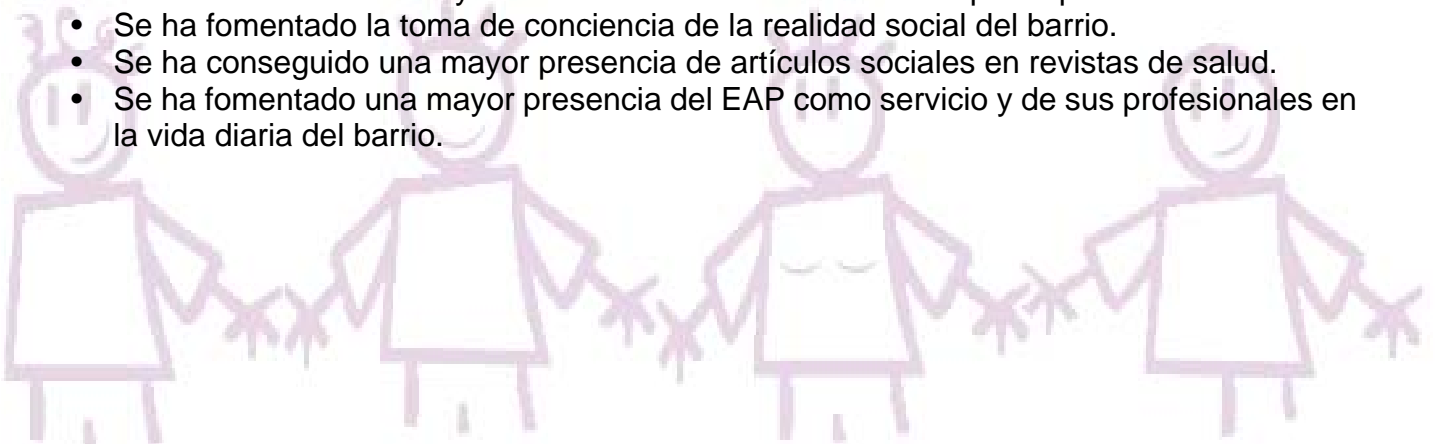 • Se ha fomentado la toma de conciencia de la realidad social del barrio.
• Se ha conseguido una mayor presencia de artículos sociales en revistas de salud.
• Se ha fomentado una mayor presencia del EAP como servicio y de sus profesionales en
la vida diaria del barrio.